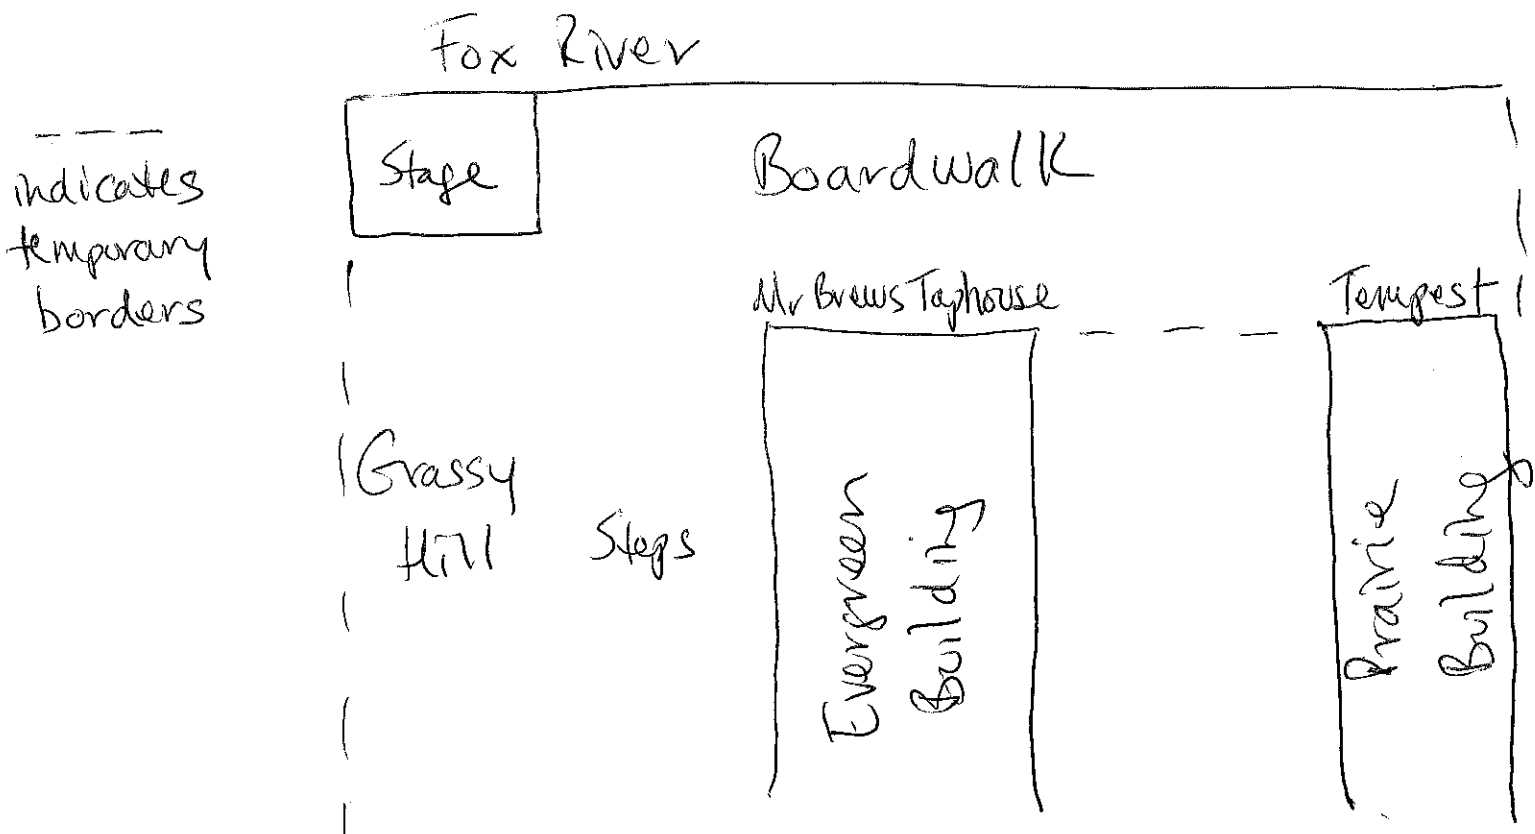 Fox River
Stage
Boardwalk
- - -
indicates
temporary
borders
Mr Brews Taphouse
Tempest
Grassy
Hill
Steps
Evergreen
Building
Prairie
Building